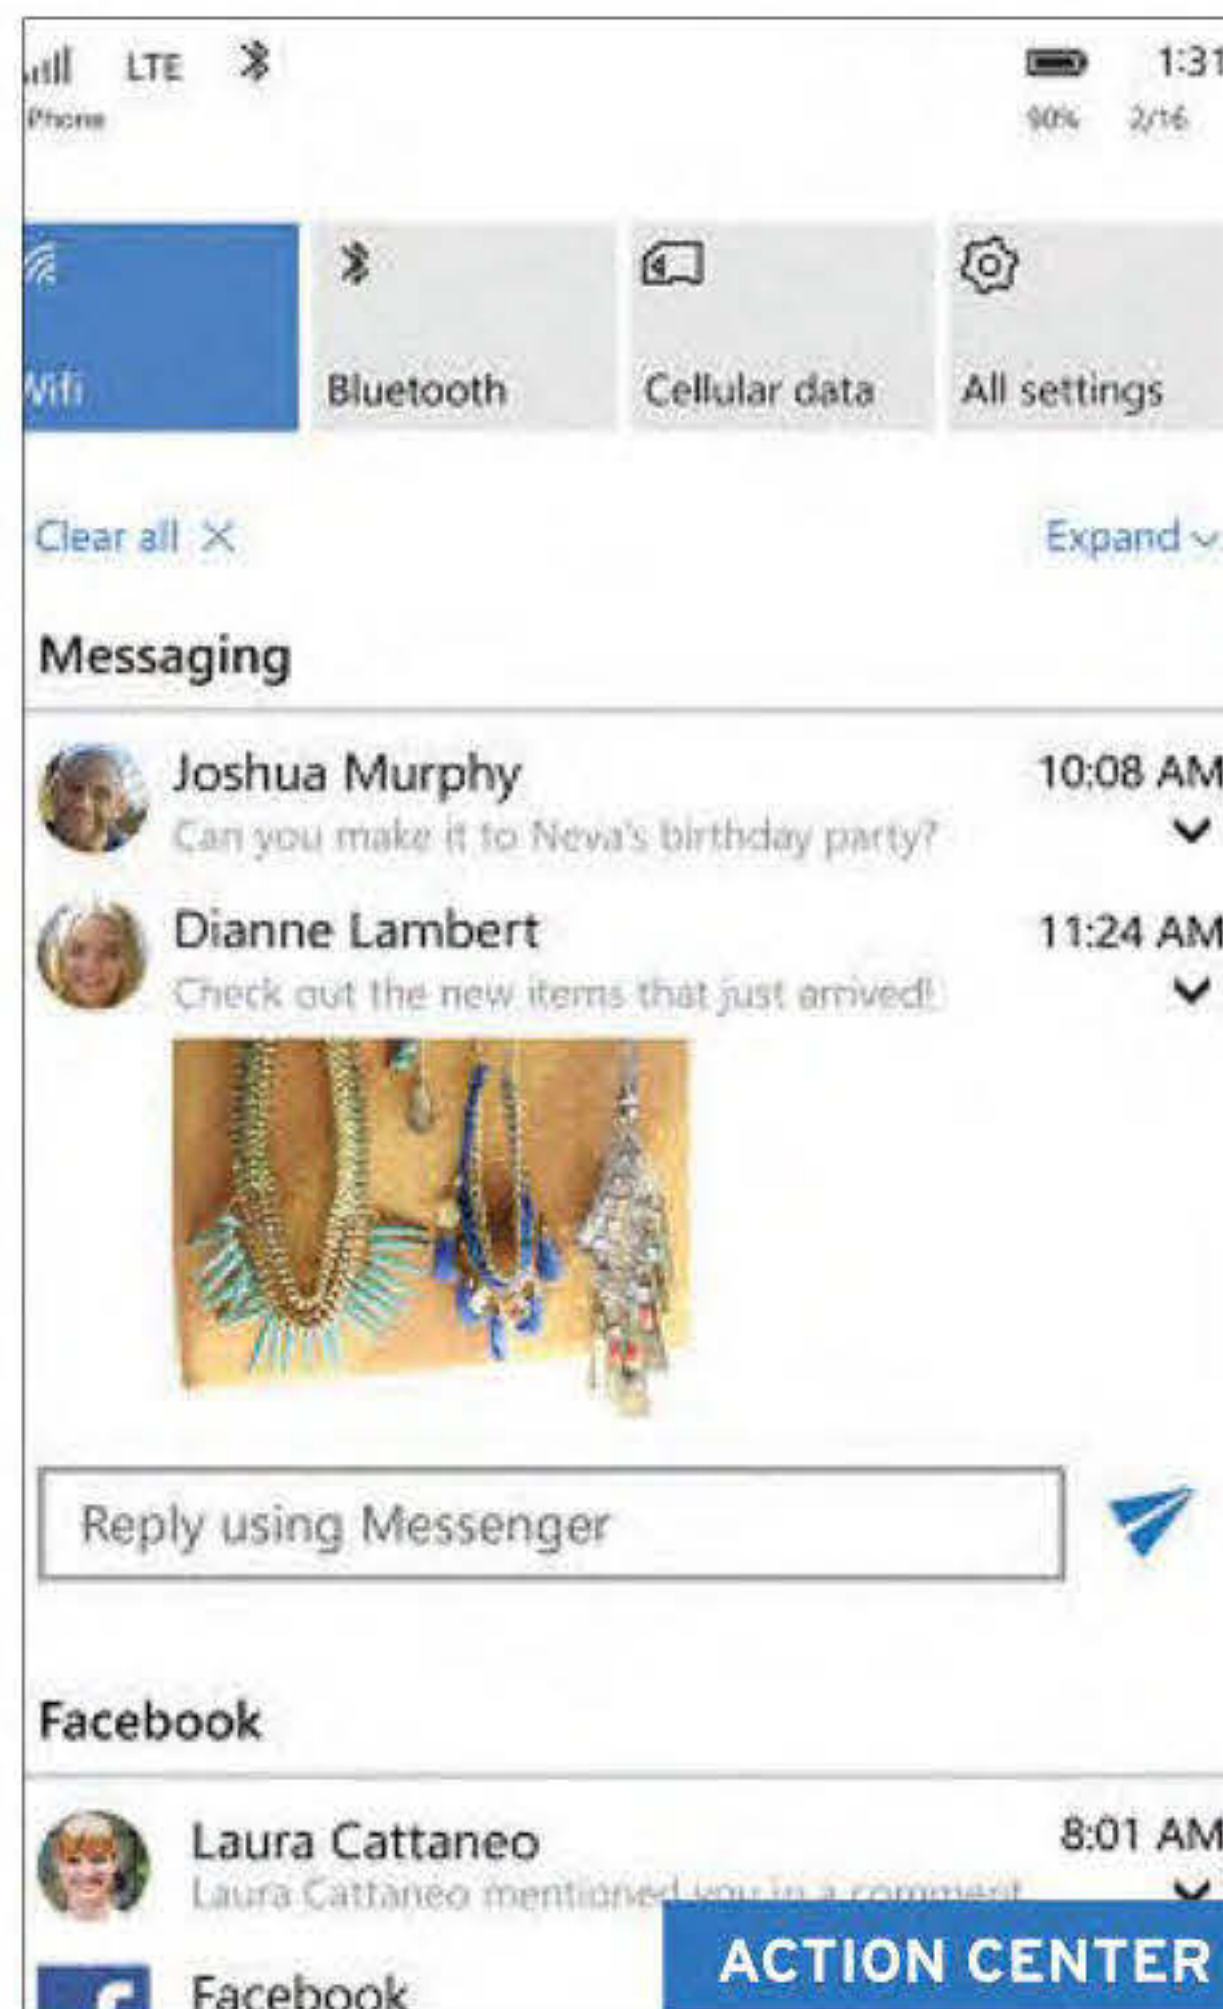 LTE 1:31
Phone 90% 2/16
Wifi Bluetooth Cellular data All settings
Clear all Expand
Messaging
Joshua Murphy 10:08 AM
Can you make it to Neva's birthday party?
Dianne Lambert 11:24 AM
Check out the new items that just arrived!
Reply using Messenger
Facebook
Laura Cattaneo 8:01 AM
Laura Cattaneo mentioned you in a comment
ACTION CENTER
Facebook